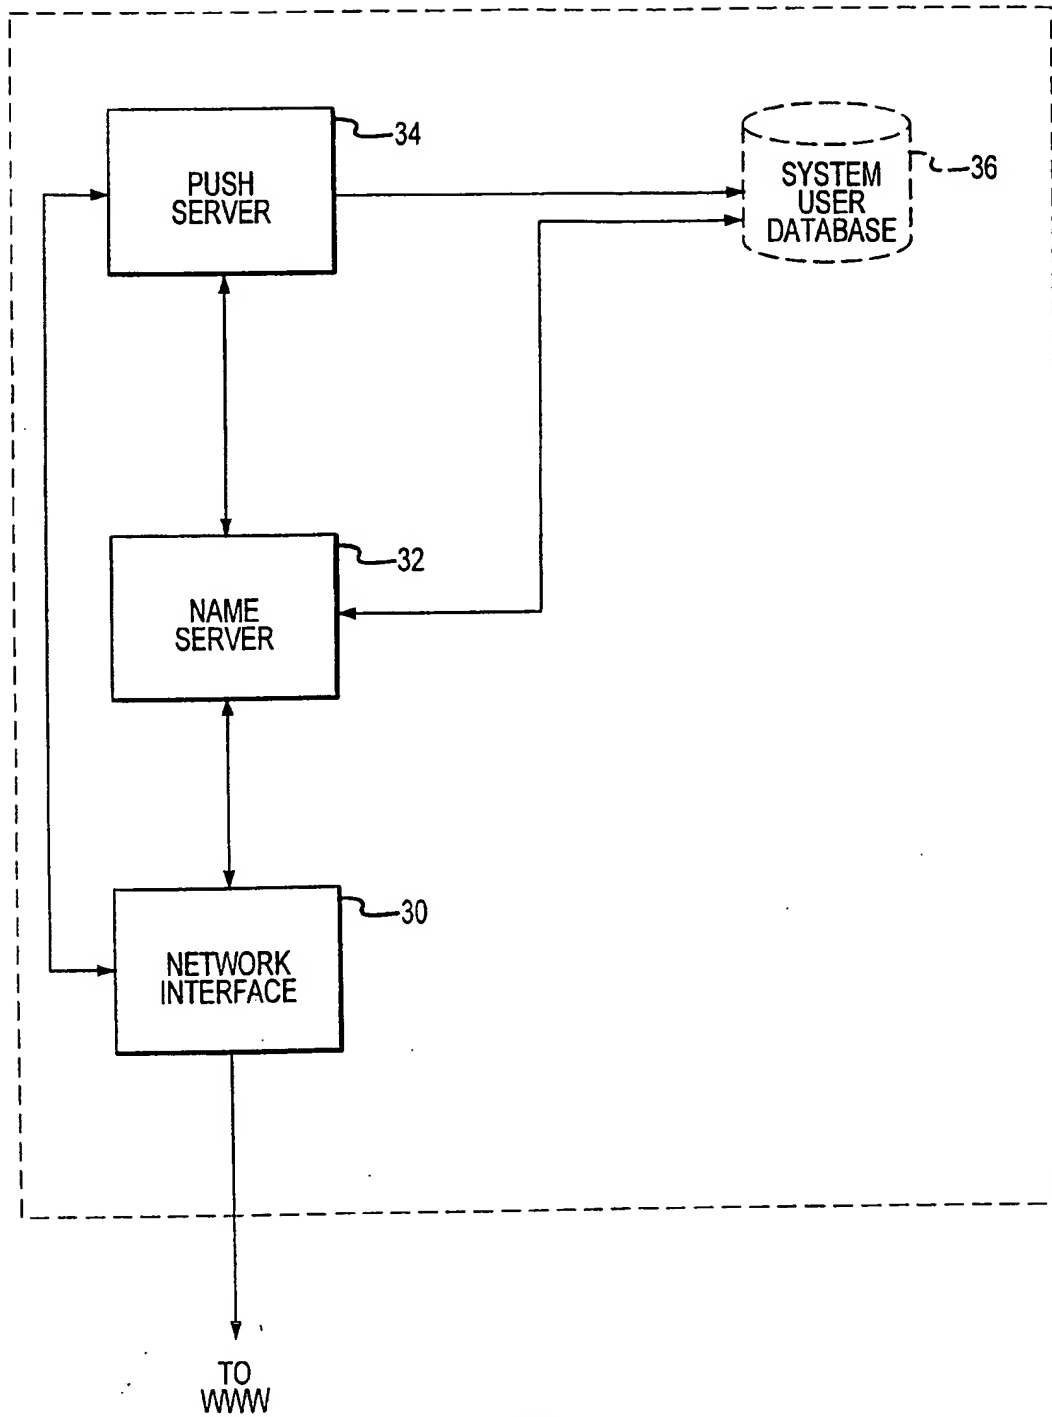 PUSH
SERVER
34
SYSTEM
USER
DATABASE
36
NAME
SERVER
32
NETWORK
INTERFACE
30
TO
WWW